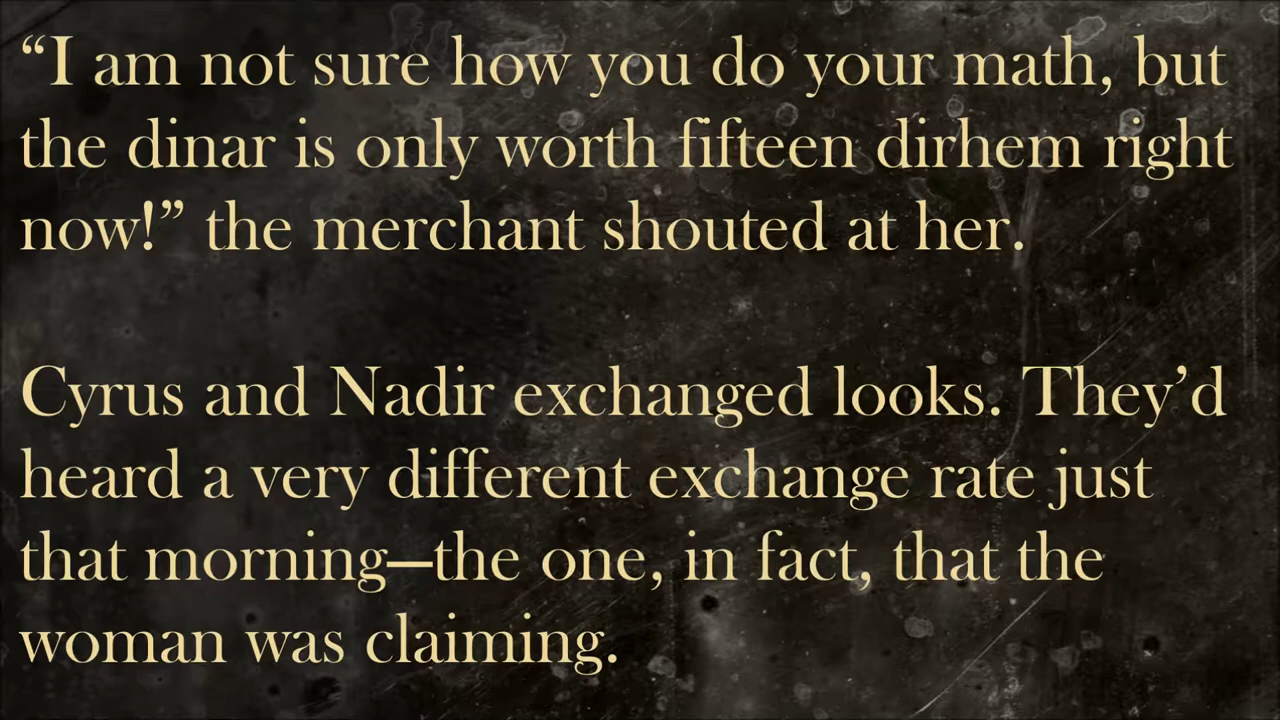 “I am not sure how you do your math, but
the dinar is only worth fifteen dirhem right
now!” the merchant shouted at her.
Cyrus and Nadir exchanged looks. They’d
heard a very different exchange rate just
that morning—the one, in fact, that the
woman was claiming.